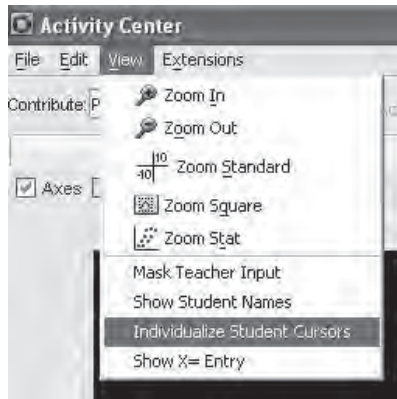 Activity Center
File Edit View Extensions
Contribute: P
Zoom In
Zoom Out
10
-10
Zoom Standard
Zoom Square
Zoom Stat
Axes
Mask Teacher Input
Show Student Names
Individualize Student Cursors
Show X= Entry